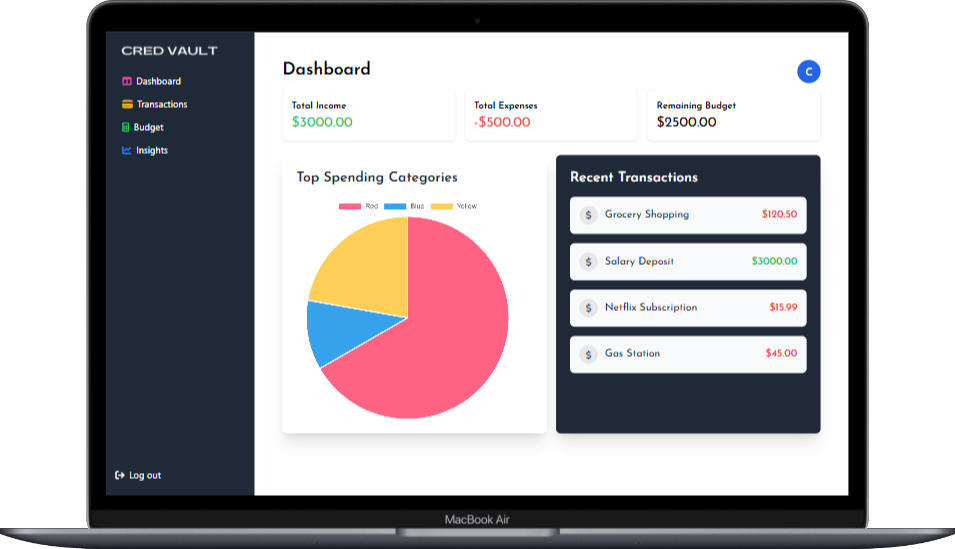 CRED VAULT
Dashboard
Transactions
Budget
Insights
Log out
Dashboard
C
Total Income
$3000.00
Total Expenses
-$500.00
Remaining Budget
$2500.00
Top Spending Categories
Red Blue Yellow
Recent Transactions
$ Grocery Shopping $120.50
$ Salary Deposit $3000.00
$ Netflix Subscription $15.99
$ Gas Station $45.00
MacBook Air